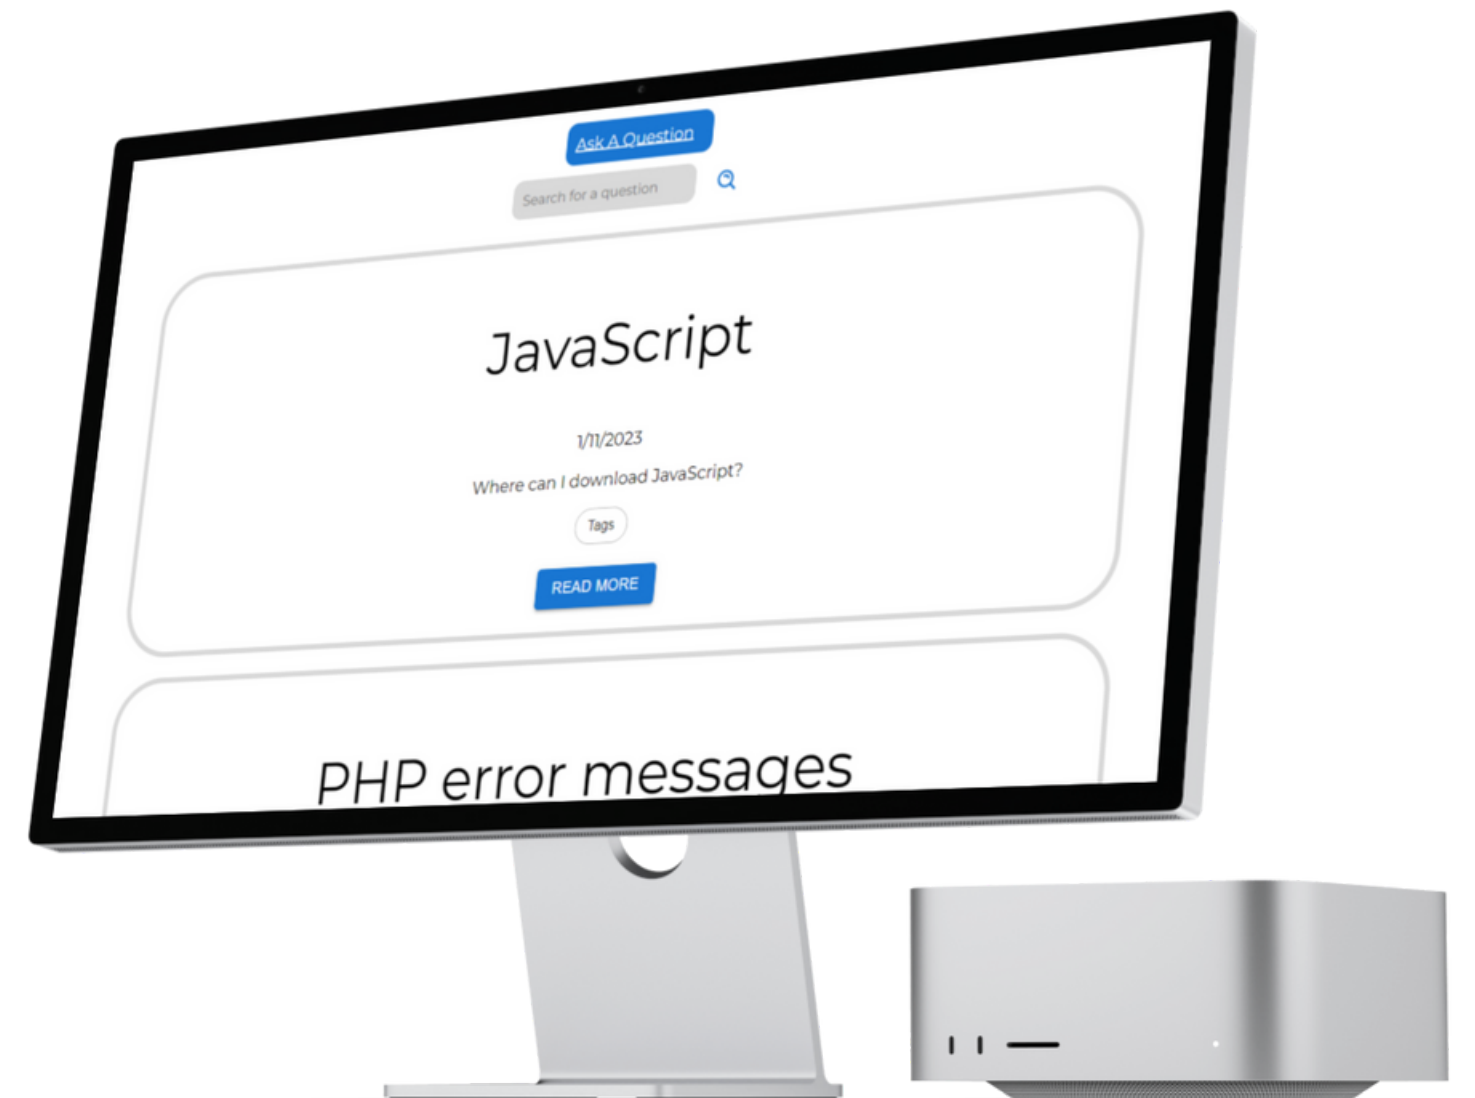 Ask A Question
Search for a question
JavaScript
1/11/2023
Where can I download JavaScript?
Tags
READ MORE
PHP error messages